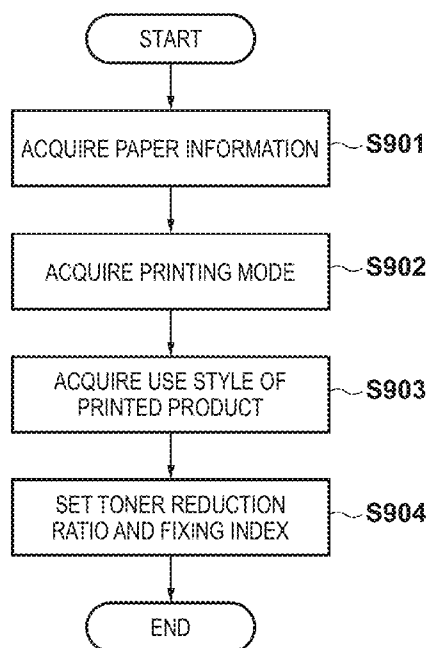 START
ACQUIRE PAPER INFORMATION
S901
ACQUIRE PRINTING MODE
S902
ACQUIRE USE STYLE OF
PRINTED PRODUCT
S903
SET TONER REDUCTION
RATIO AND FIXING INDEX
S904
END